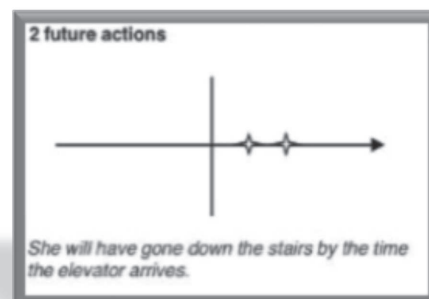 2 future actions
She will have gone down the stairs by the time
the elevator arrives.